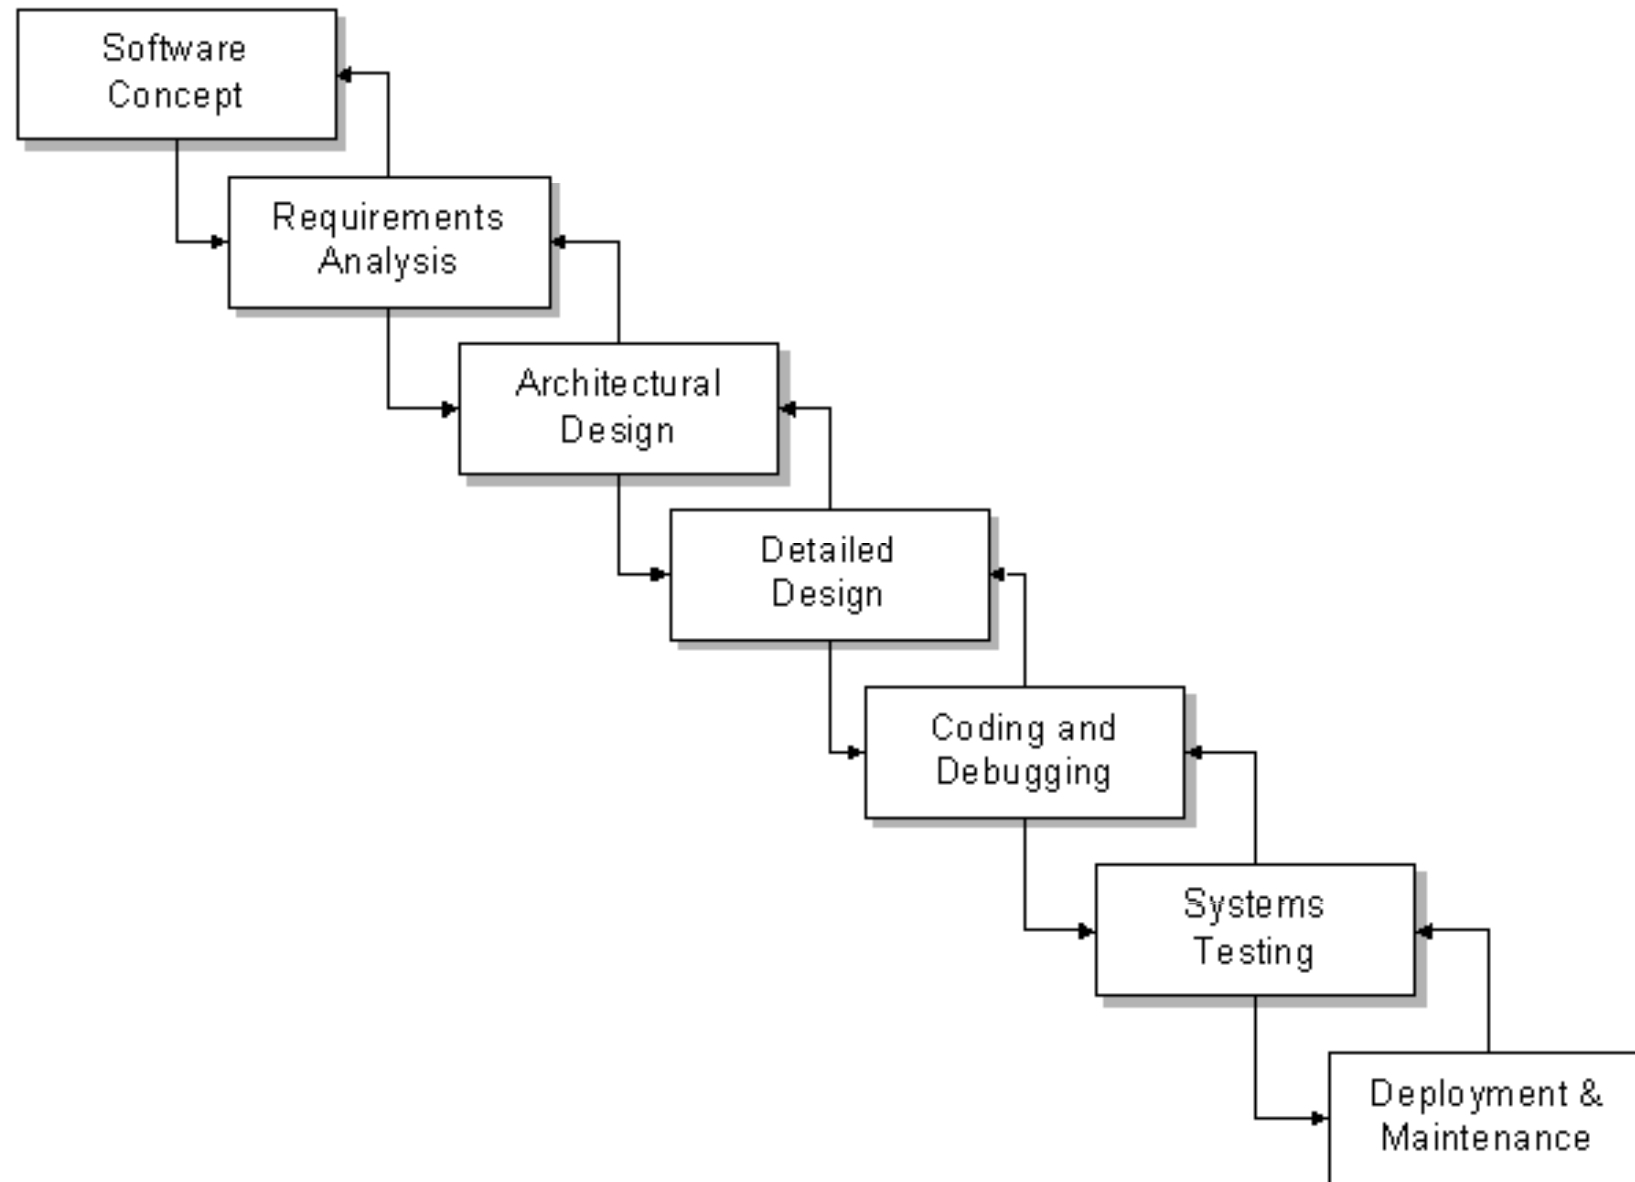 Software
Concept
Requirements
Analysis
Architectural
Design
Detailed
Design
Coding and
Debugging
Systems
Testing
Deployment &
Maintenance